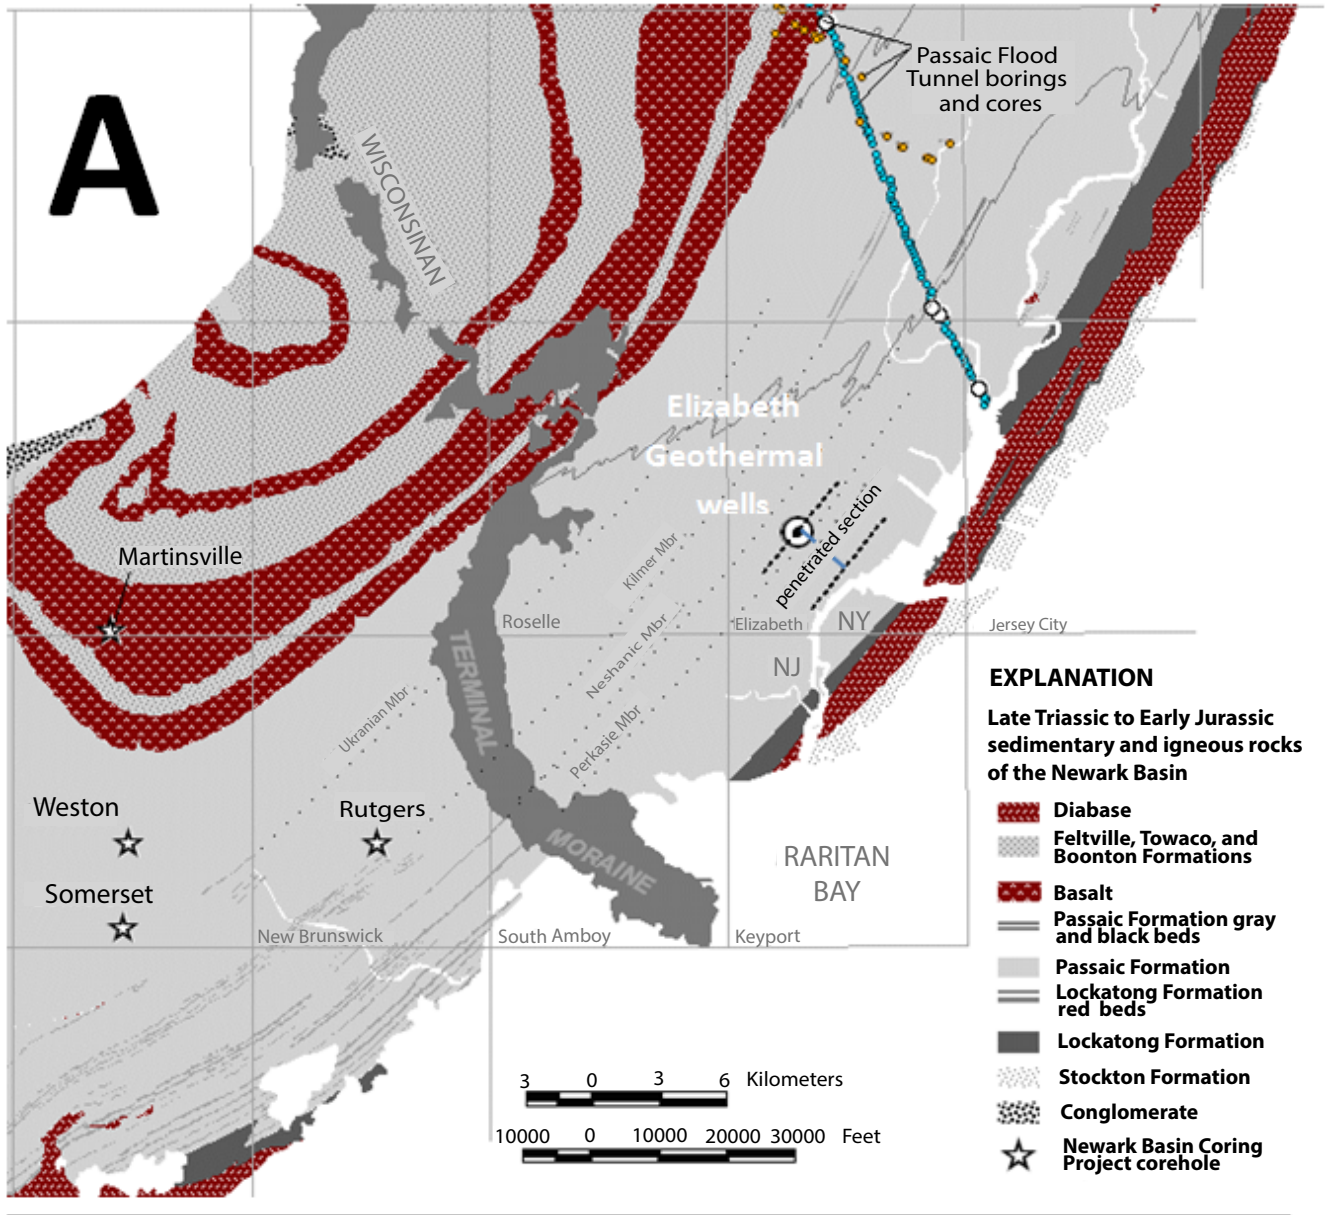 A
Passaic Flood
Tunnel borings
and cores
WISCONSINAN
Elizabeth
Geothermal
wells
penetrated section
Martinsville
Kilmer Mbr
Roselle
Elizabeth
NY
Jersey City
NJ
Neshanic Mbr
TERMINAL
Ukranian Mbr
Perkasie Mbr
EXPLANATION
Late Triassic to Early Jurassic
sedimentary and igneous rocks
of the Newark Basin
Diabase
Feltville, Towaco, and
Boonton Formations
Basalt
Passaic Formation gray
and black beds
Passaic Formation
Lockatong Formation
red beds
Lockatong Formation
Stockton Formation
Conglomerate
Newark Basin Coring
Project corehole
Weston
Rutgers
MORAINE
RARITAN
BAY
Somerset
New Brunswick
South Amboy
Keyport
3 0 3 6 Kilometers
10000 0 10000 20000 30000 Feet